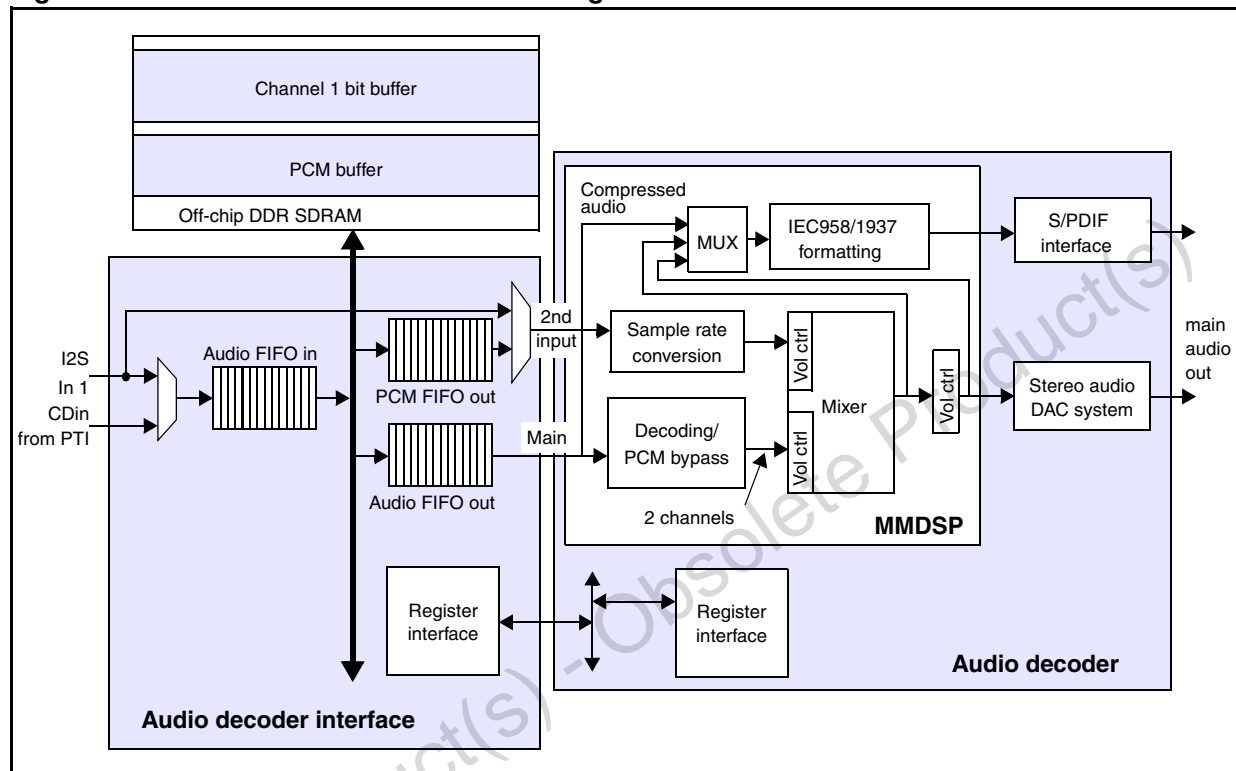 Channel 1 bit buffer
PCM buffer
Off-chip DDR SDRAM
Compressed
audio
MUX
IEC958/1937
formatting
S/PDIF
interface
2nd
input
Sample rate
conversion
Vol ctrl
Mixer
Vol ctrl
main
audio
out
I2S
In 1
CDin
from PTI
Audio FIFO in
PCM FIFO out
Main
Decoding/
PCM bypass
Vol ctrl
Stereo audio
DAC system
Audio FIFO out
2 channels
MMDSP
Register
interface
Register
interface
Audio decoder
Audio decoder interface
uct(s) - Obsolete Product(s)